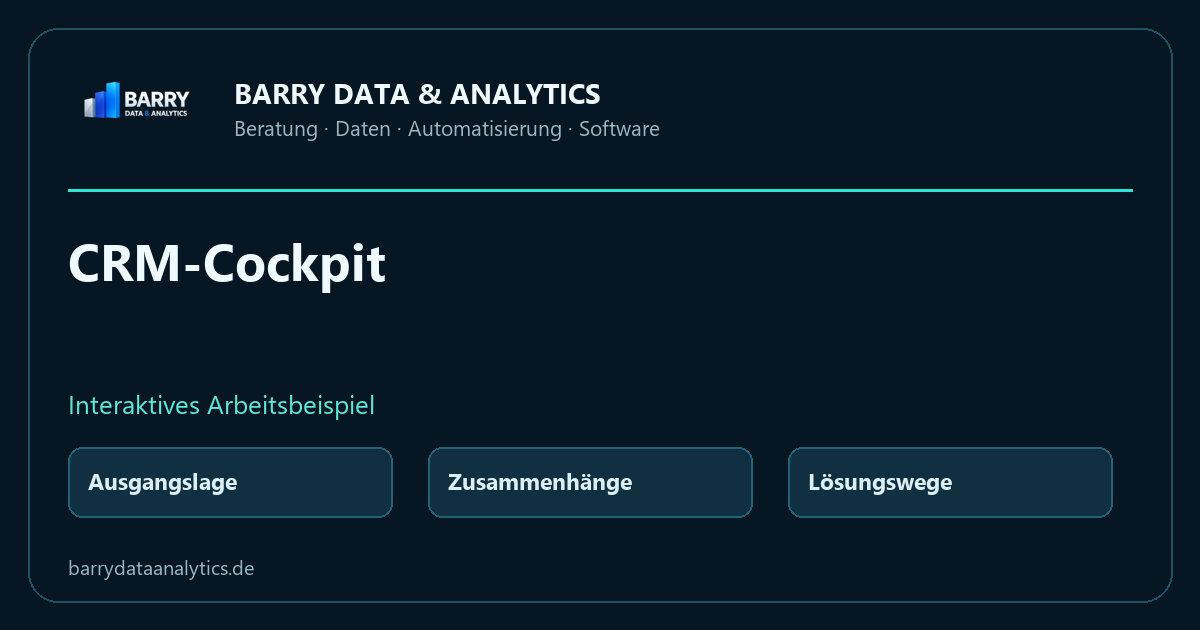 BARRY
DATA & ANALYTICS
BARRY DATA & ANALYTICS
Beratung · Daten · Automatisierung · Software
CRM-Cockpit
Interaktives Arbeitsbeispiel
Ausgangslage
Zusammenhänge
Lösungswege
barrydataanalytics.de